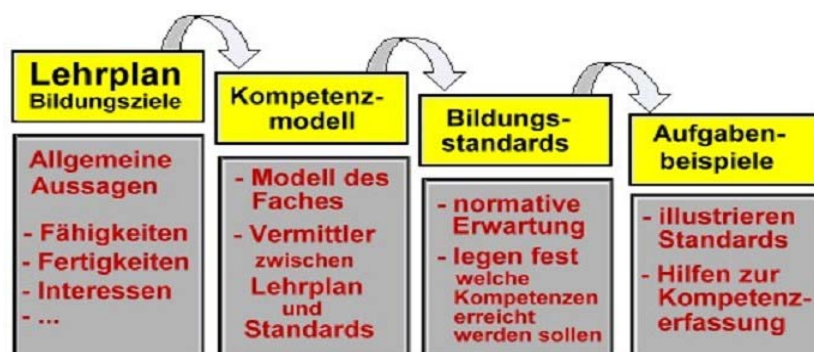 Lehrplan
Bildungsziele
Allgemeine
Aussagen
- Fähigkeiten
- Fertigkeiten
- Interessen
- ...
Kompetenz-
modell
- Modell des
Faches
- Vermittler
zwischen
Lehrplan
und
Standards
Bildungs-
standards
- normative
Erwartung
- legen fest
welche
Kompetenzen
erreicht
werden sollen
Aufgaben-
beispiele
- illustrieren
Standards
- Hilfen zur
Kompetenz-
erfassung